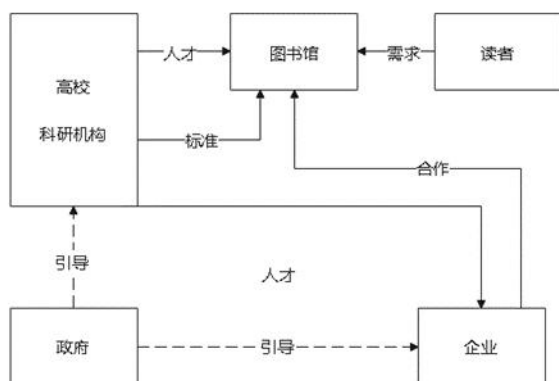 高校
科研机构
人才
图书馆
需求
读者
标准
合作
引导
人才
政府
引导
企业